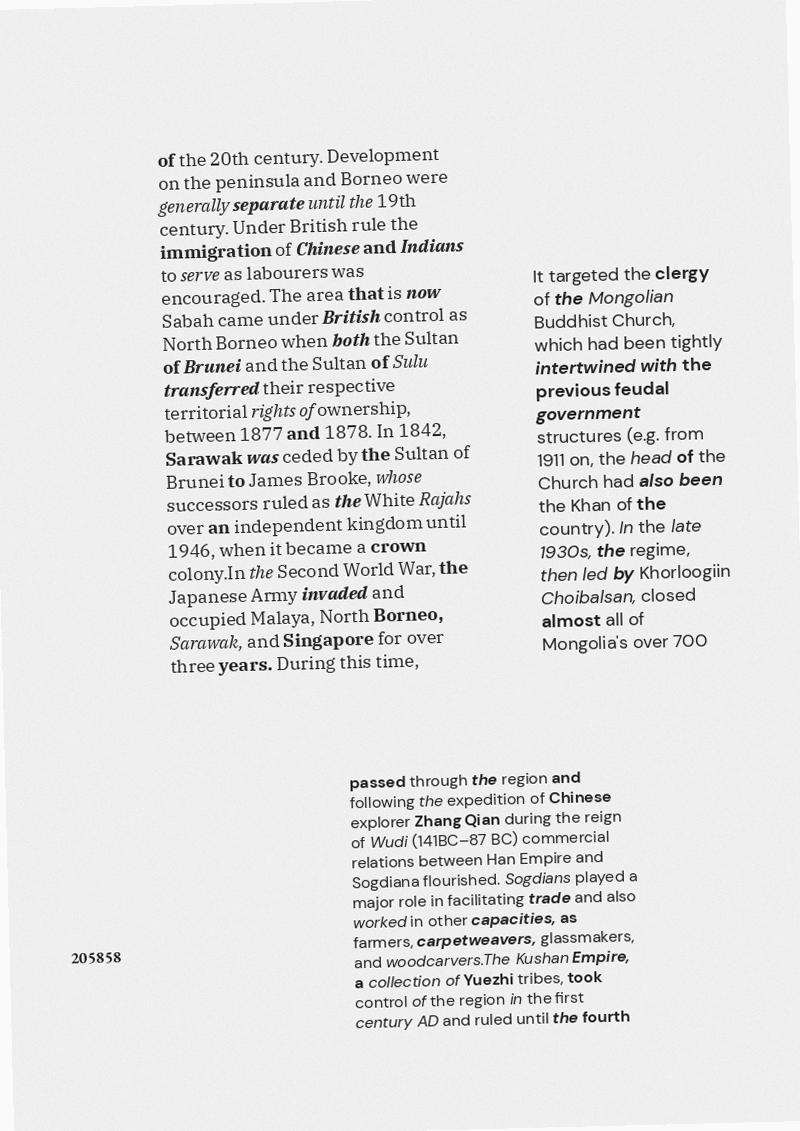 of the 20th century. Development
on the peninsula and Borneo were
generally separate until the 19th
century. Under British rule the
immigration of Chinese and Indians
to serve as labourers was
encouraged. The area that is now
Sabah came under British control as
North Borneo when both the Sultan
of Brunei and the Sultan of Sulu
transferred their respective
territorial rights of ownership,
between 1877 and 1878. In 1842,
Sarawak was ceded by the Sultan of
Brunei to James Brooke, whose
successors ruled as the White Rajahs
over an independent kingdom until
1946, when it became a crown
colony.In the Second World War, the
Japanese Army invaded and
occupied Malaya, North Borneo,
Sarawak, and Singapore for over
three years. During this time,
It targeted the clergy
of the Mongolian
Buddhist Church,
which had been tightly
intertwined with the
previous feudal
government
structures (e.g. from
1911 on, the head of the
Church had also been
the Khan of the
country). In the late
1930s, the regime,
then led by Khorloogiin
Choibalsan, closed
almost all of
Mongolia's over 700
passed through the region and
following the expedition of Chinese
explorer Zhang Qian during the reign
of Wudi (141BC–87 BC) commercial
relations between Han Empire and
Sogdiana flourished. Sogdians played a
major role in facilitating trade and also
worked in other capacities, as
farmers, carpetweavers, glassmakers,
and woodcarvers.The Kushan Empire,
a collection of Yuezhi tribes, took
control of the region in the first
century AD and ruled until the fourth
205858